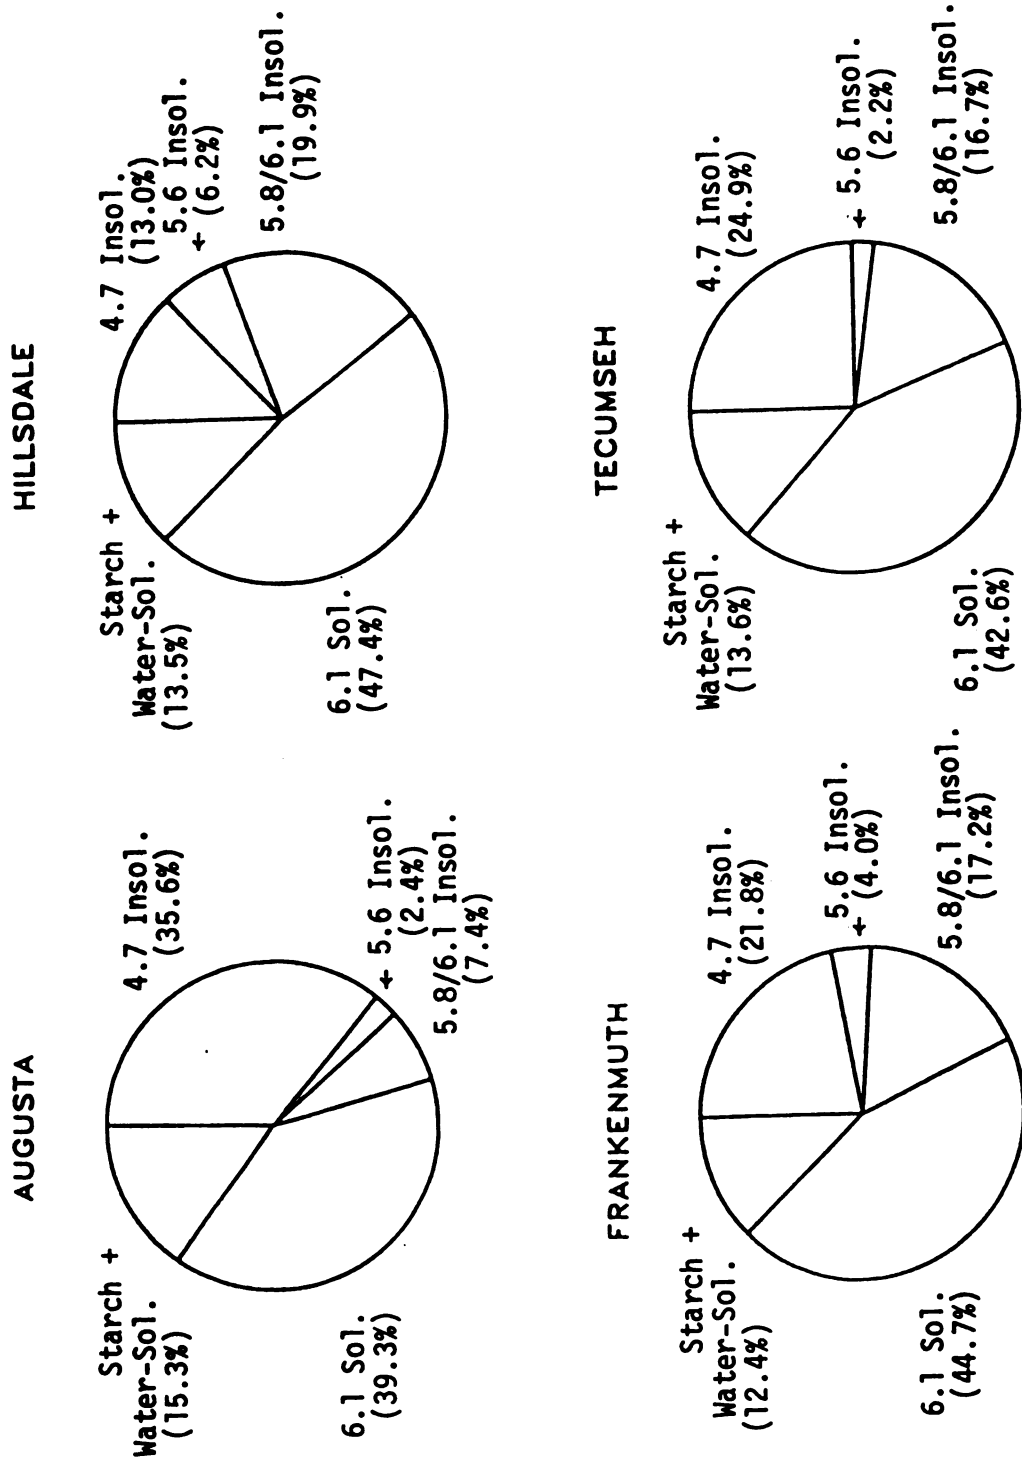 AUGUSTA
4.7 Insol.
(35.6%)
← 5.6 Insol.
(2.4%)
5.8/6.1 Insol.
(7.4%)
6.1 Sol.
(39.3%)
Starch +
Water-Sol.
(15.3%)
HILLSDALE
4.7 Insol.
(13.0%)
5.6 Insol.
← (6.2%)
5.8/6.1 Insol.
(19.9%)
6.1 Sol.
(47.4%)
Starch +
Water-Sol.
(13.5%)
FRANKENMUTH
4.7 Insol.
(21.8%)
← 5.6 Insol.
(4.0%)
5.8/6.1 Insol.
(17.2%)
6.1 Sol.
(44.7%)
Starch +
Water-Sol.
(12.4%)
TECUMSEH
4.7 Insol.
(24.9%)
← 5.6 Insol.
(2.2%)
5.8/6.1 Insol.
(16.7%)
6.1 Sol.
(42.6%)
Starch +
Water-Sol.
(13.6%)